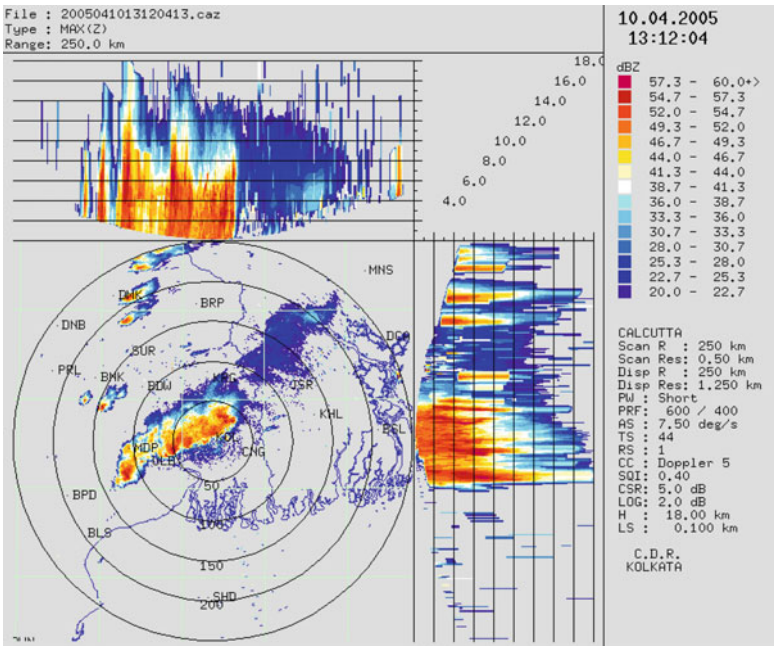 File : 2005041013120413.caz
Type : MAX(Z)
Range: 250.0 km
18.0
16.0
14.0
12.0
10.0
8.0
6.0
4.0
MNS
DMK
BRP
DNB
DCA
SUR
PRL
BNK
BDW
JSR
KHL
BSL
KOL
MDP
ULB
CNG
50
BPD
100
BLS
150
SHD
200
10.04.2005
13:12:04
dBZ
57.3 - 60.0+>
54.7 - 57.3
52.0 - 54.7
49.3 - 52.0
46.7 - 49.3
44.0 - 46.7
41.3 - 44.0
38.7 - 41.3
36.0 - 38.7
33.3 - 36.0
30.7 - 33.3
28.0 - 30.7
25.3 - 28.0
22.7 - 25.3
20.0 - 22.7
CALCUTTA
Scan R : 250 km
Scan Res: 0.50 km
Disp R : 250 km
Disp Res: 1.250 km
PW : Short
PRF: 600 / 400
AS : 7.50 deg/s
TS : 44
RS : 1
CC : Doppler 5
SQI: 0.40
CSR: 5.0 dB
LOG: 2.0 dB
H : 18.00 km
LS : 0.100 km
C.D.R.
KOLKATA